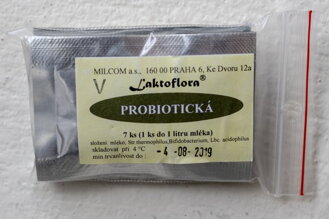 MILCOM a.s., 160 00 PRAHA 6, Ke Dvoru 12a
V Laktoflora®
PROBIOTICKÁ
7 ks (1 ks do 1 litru mléka)
složení: mléko, Str thermophilus, Bifidobacterium, Lbc. acidophilus
skladovat při 4°C
min.trvanlivost do: -4 -08- 2019